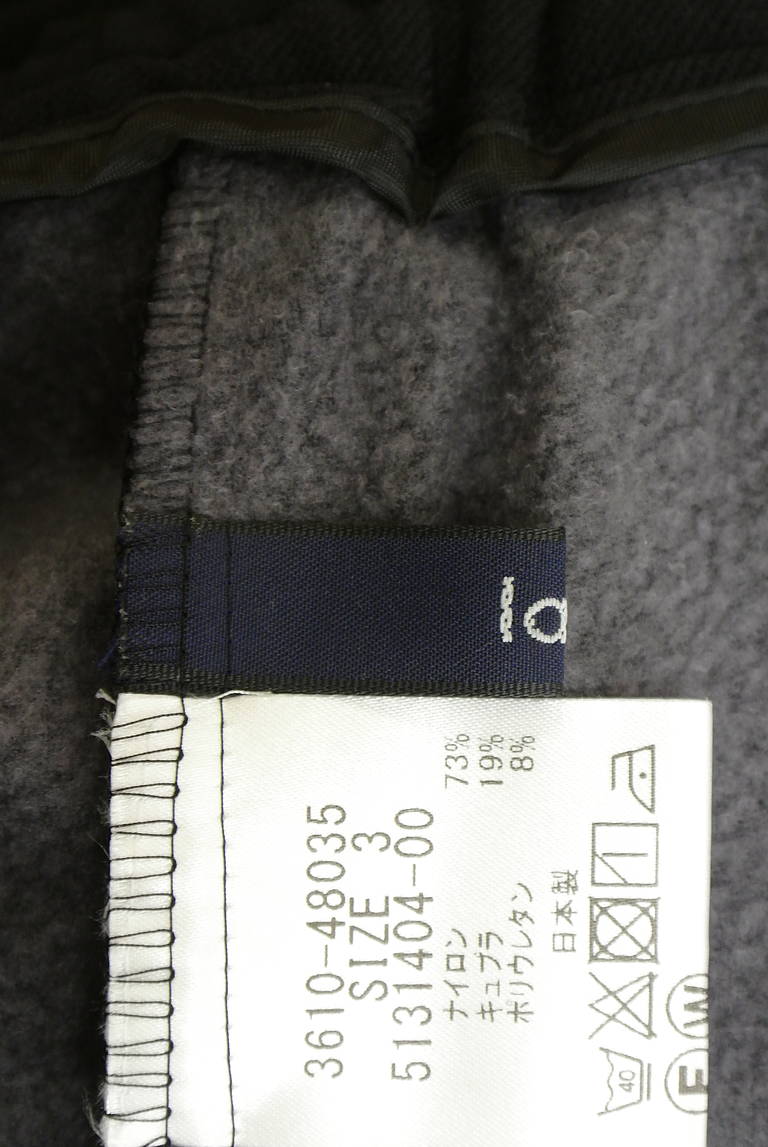 3610-48035
SIZE 3
5131404-00
ナイロン 73%
キュプラ 19%
ポリウレタン 8%
日本製
40
F W